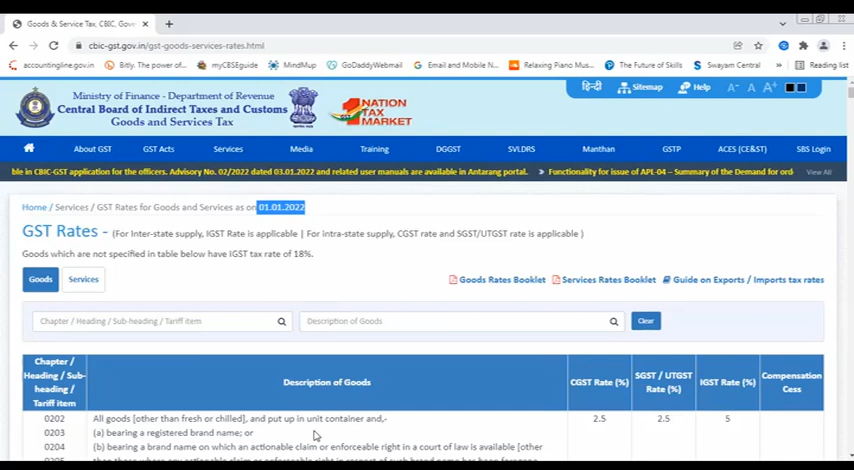 Goods & Service Tax, CBIC, Gove
cbic-gst.gov.in/gst-goods-services-rates.html
accountingline.gov.in
Bitly. The power of...
myCBSEguide
MindMup
GoDaddyWebmail
Email and Mobile N...
Relaxing Piano Mus...
The Future of Skills
Swayam Central
Reading list
Ministry of Finance - Department of Revenue
Central Board of Indirect Taxes and Customs
Goods and Services Tax
NATION
TAX
MARKET
हिन्दी
Sitemap
Help
A-
A
A+
About GST
GST Acts
Services
Media
Training
DGGST
SVLDRS
Manthan
GSTP
ACES (CE&ST)
SBS Login
ble in CBIC-GST application for the officers. Advisory No. 02/2022 dated 03.01.2022 and related user manuals are available in Antarang portal.
Functionality for issue of APL-04 – Summary of the Demand for orde
View All
Home / Services / GST Rates for Goods and Services as on 01.01.2022
GST Rates - (For Inter-state supply, IGST Rate is applicable | For intra-state supply, CGST rate and SGST/UTGST rate is applicable )
Goods which are not specified in table below have IGST tax rate of 18%.
Goods
Services
Goods Rates Booklet
Services Rates Booklet
Guide on Exports / Imports tax rates
Chapter / Heading / Sub-heading / Tariff item
Description of Goods
Clear
Chapter /
Heading / Sub-
heading /
Tariff item
Description of Goods
CGST Rate (%)
SGST / UTGST
Rate (%)
IGST Rate (%)
Compensation
Cess
0202 All goods [other than fresh or chilled], and put up in unit container and,- 2.5 2.5 5
0203 (a) bearing a registered brand name; or
0204 (b) bearing a brand name on which an actionable claim or enforceable right in a court of law is available [other